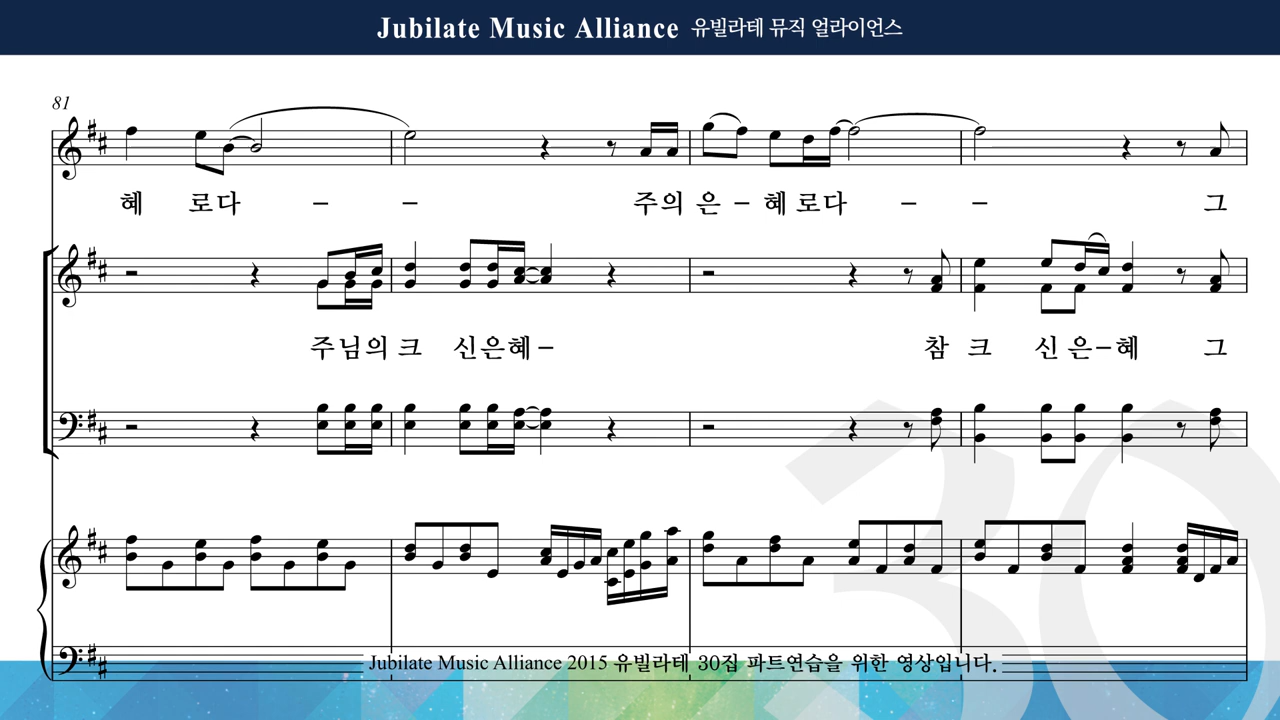 Jubilate Music Alliance 유빌라테 뮤직 얼라이언스
81
혜 로다 – – 주의 은 – 혜 로다 – – 그
주님의 크 신은혜 – 참 크 신 은–혜 그
Jubilate Music Alliance 2015 유빌라테 30집 파트연습을 위한 영상입니다.
30